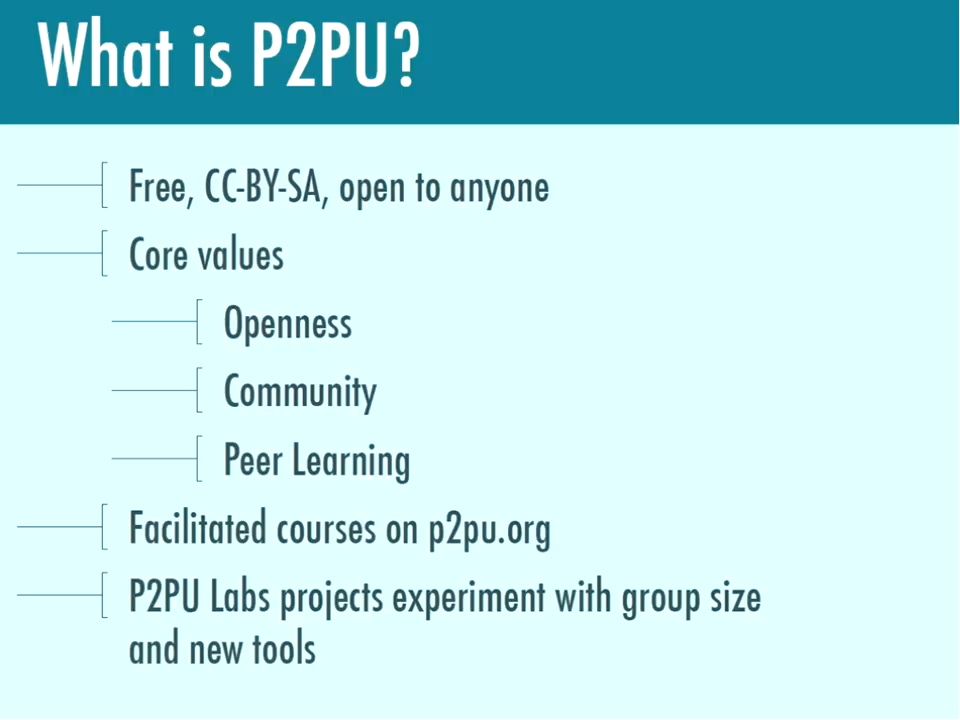 What is P2PU?
Free, CC-BY-SA, open to anyone
Core values
Openness
Community
Peer Learning
Facilitated courses on p2pu.org
P2PU Labs projects experiment with group size
and new tools